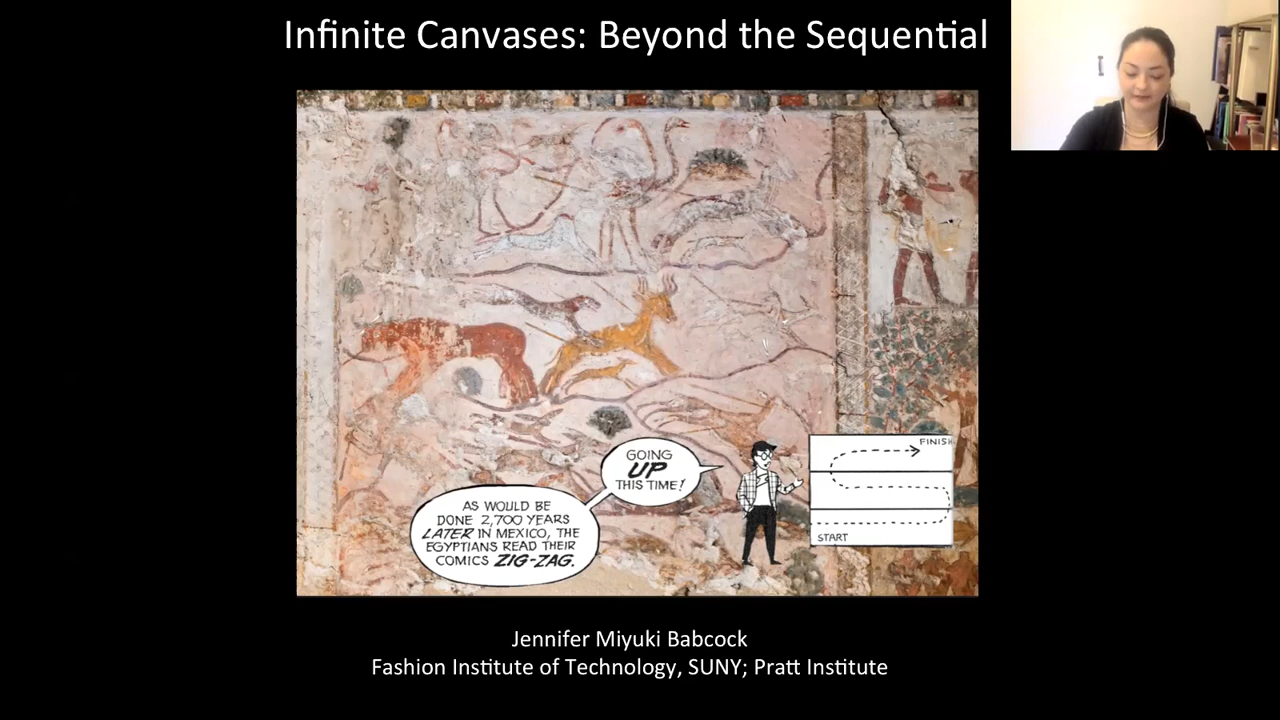 Infinite Canvases: Beyond the Sequential
AS WOULD BE
DONE 2,700 YEARS
LATER IN MEXICO, THE
EGYPTIANS READ THEIR
COMICS ZIG-ZAG.
GOING
UP
THIS TIME!
FINISH
START
Jennifer Miyuki Babcock
Fashion Institute of Technology, SUNY; Pratt Institute